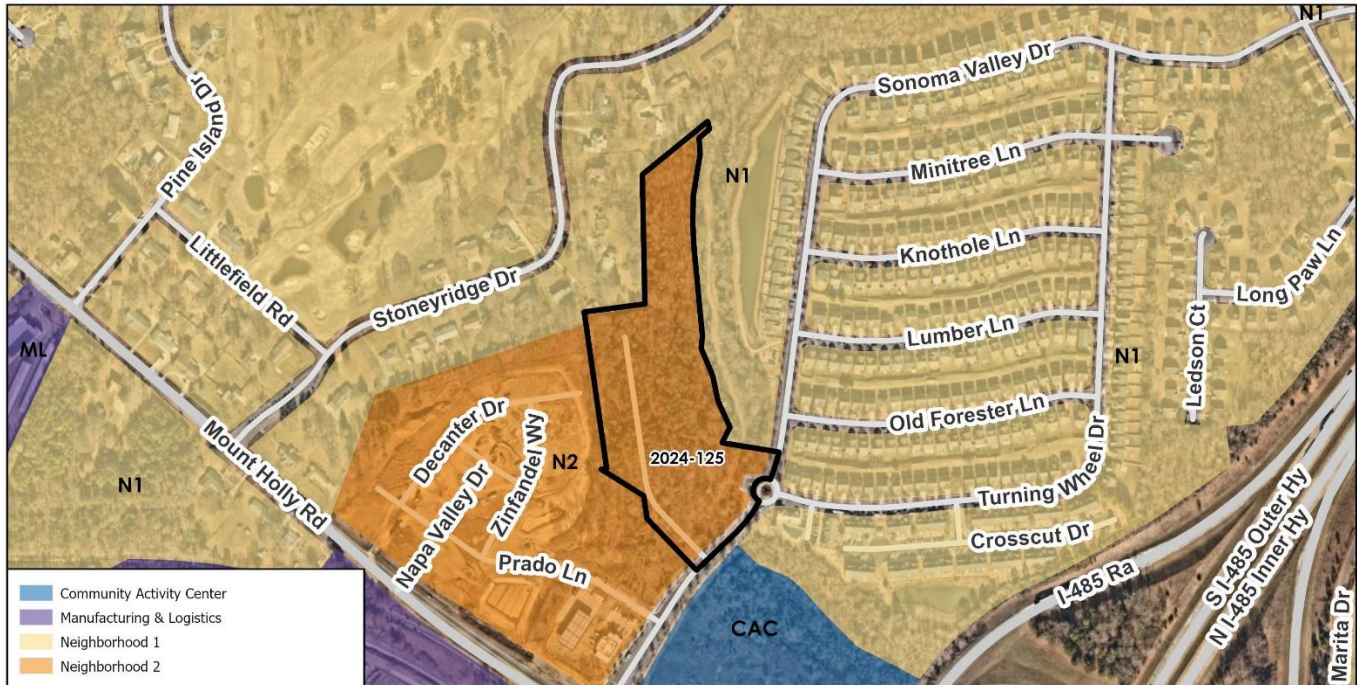 N1
Sonoma Valley Dr
Pine Island Dr
Minitree Ln
N1
Knothole Ln
Littlefield Rd
Long Paw Ln
Stoneyridge Dr
Lumber Ln
ML
N1
Ledson Ct
Old Forester Ln
Mount Holly Rd
Decanter Dr
2024-125
N2
Zinfandel Wy
N1
Napa Valley Dr
Turning Wheel Dr
Crosscut Dr
S I-485 Outer Hy
N I-485 Inner Hy
Prado Ln
I-485 Ra
CAC
Marita Dr
Community Activity Center
Manufacturing & Logistics
Neighborhood 1
Neighborhood 2